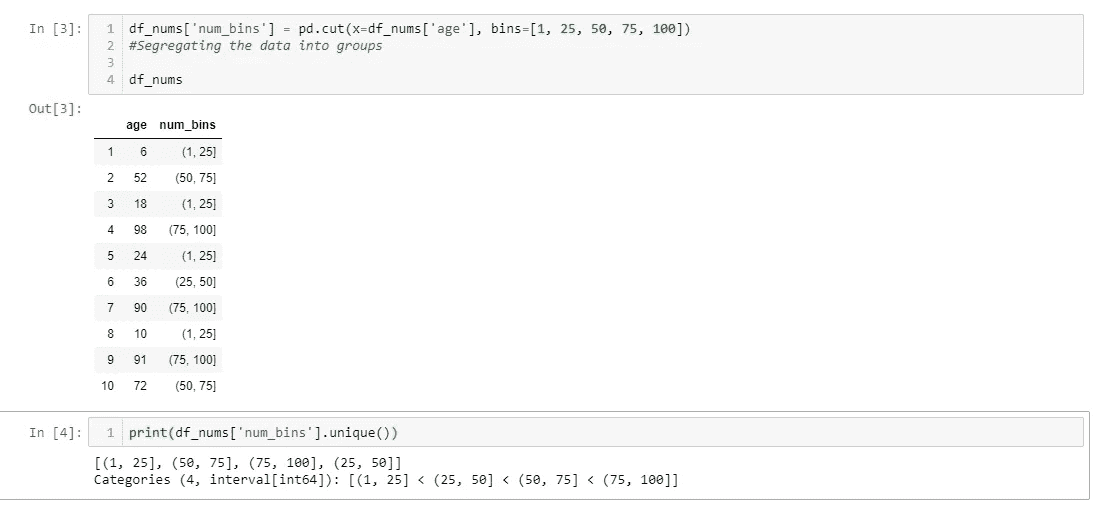 In [3]:
1 df_nums['num_bins'] = pd.cut(x=df_nums['age'], bins=[1, 25, 50, 75, 100])
2 #Segregating the data into groups
3
4 df_nums
Out[3]:
age num_bins
1 6 (1, 25]
2 52 (50, 75]
3 18 (1, 25]
4 98 (75, 100]
5 24 (1, 25]
6 36 (25, 50]
7 90 (75, 100]
8 10 (1, 25]
9 91 (75, 100]
10 72 (50, 75]
In [4]:
1 print(df_nums['num_bins'].unique())
[(1, 25], (50, 75], (75, 100], (25, 50]]
Categories (4, interval[int64]): [(1, 25] < (25, 50] < (50, 75] < (75, 100]]